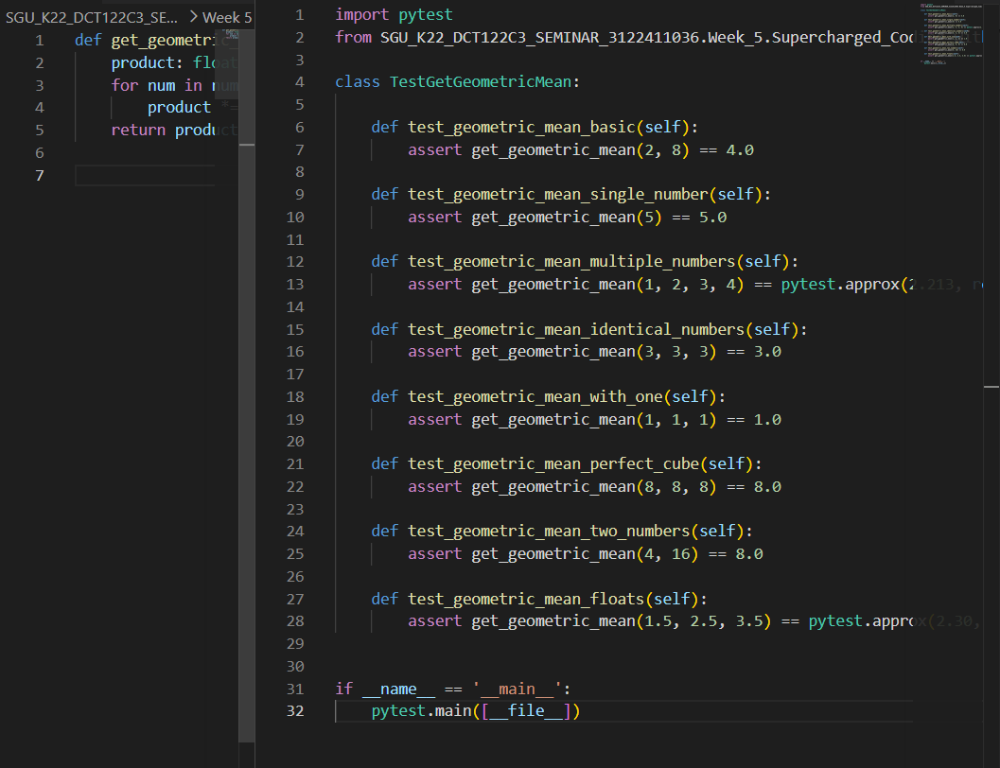 SGU_K22_DCT122C3_SE... > Week 5
1 def get_geometric
2 product: float
3 for num in num
4 product *=
5 return product
6
7
1 import pytest
2 from SGU_K22_DCT122C3_SEMINAR_3122411036.Week_5.Supercharged_Cod
3
4 class TestGetGeometricMean:
5
6 def test_geometric_mean_basic(self):
7 assert get_geometric_mean(2, 8) == 4.0
8
9 def test_geometric_mean_single_number(self):
10 assert get_geometric_mean(5) == 5.0
11
12 def test_geometric_mean_multiple_numbers(self):
13 assert get_geometric_mean(1, 2, 3, 4) == pytest.approx(2.213, r
14
15 def test_geometric_mean_identical_numbers(self):
16 assert get_geometric_mean(3, 3, 3) == 3.0
17
18 def test_geometric_mean_with_one(self):
19 assert get_geometric_mean(1, 1, 1) == 1.0
20
21 def test_geometric_mean_perfect_cube(self):
22 assert get_geometric_mean(8, 8, 8) == 8.0
23
24 def test_geometric_mean_two_numbers(self):
25 assert get_geometric_mean(4, 16) == 8.0
26
27 def test_geometric_mean_floats(self):
28 assert get_geometric_mean(1.5, 2.5, 3.5) == pytest.approx(2.30,
29
30
31 if __name__ == '__main__':
32 pytest.main([__file__])